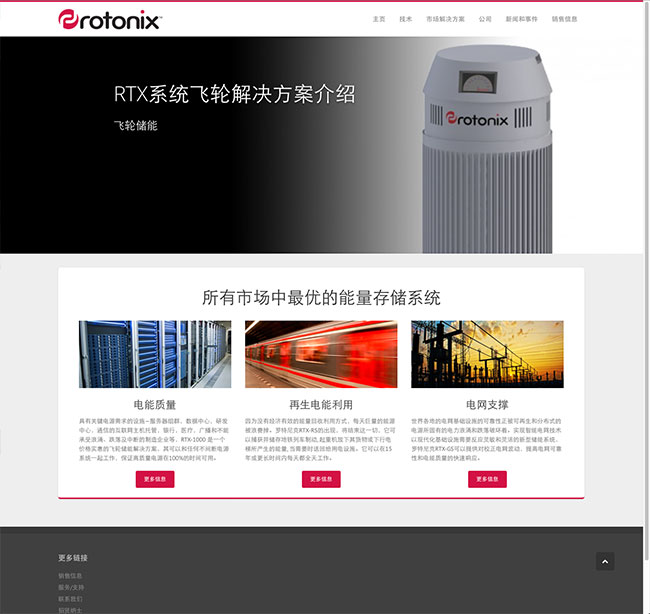 rotonix
主页 技术 市场解决方案 公司 新闻和事件 销售信息
RTX系统飞轮解决方案介绍
飞轮储能
rotonix
所有市场中最优的能量存储系统
电能质量
具有关键电源需求的设施–服务器组群，数据中心，研发
中心，通信的互联网主机托管，银行，医疗，广播和不能
承受浪涌，跌落及中断的制造企业等，RTX-1000 是一个
价格实惠的飞轮储能解决方案，其可以和任何不间断电源
系统一起工作，保证高质量电源在100%的时间可用。
更多信息
再生电能利用
因为没有经济有效的能量回收利用方式，每天巨量的能源
被浪费掉。罗特尼克RTX-RS的出现，将结束这一切。它可
以捕获并储存地铁列车制动,起重机放下其货物或下行电
梯所产生的能量,当需要时送回给用电设施。它可以在15
年或更长时间内每天都全天工作。
更多信息
电网支撑
世界各地的电网基础设施的可靠性正被可再生和分布式的
电源所固有的电力浪涌和跌落破坏着。实现智能电网技术
以现代化基础设施需要反应灵敏和灵活的新型储能系统。
罗特尼克RTX-GS可以提供对校正电网波动，提高电网可靠
性和电能质量的快速响应。
更多信息
更多链接
销售信息
服务/支持
联系我们
招贤纳士